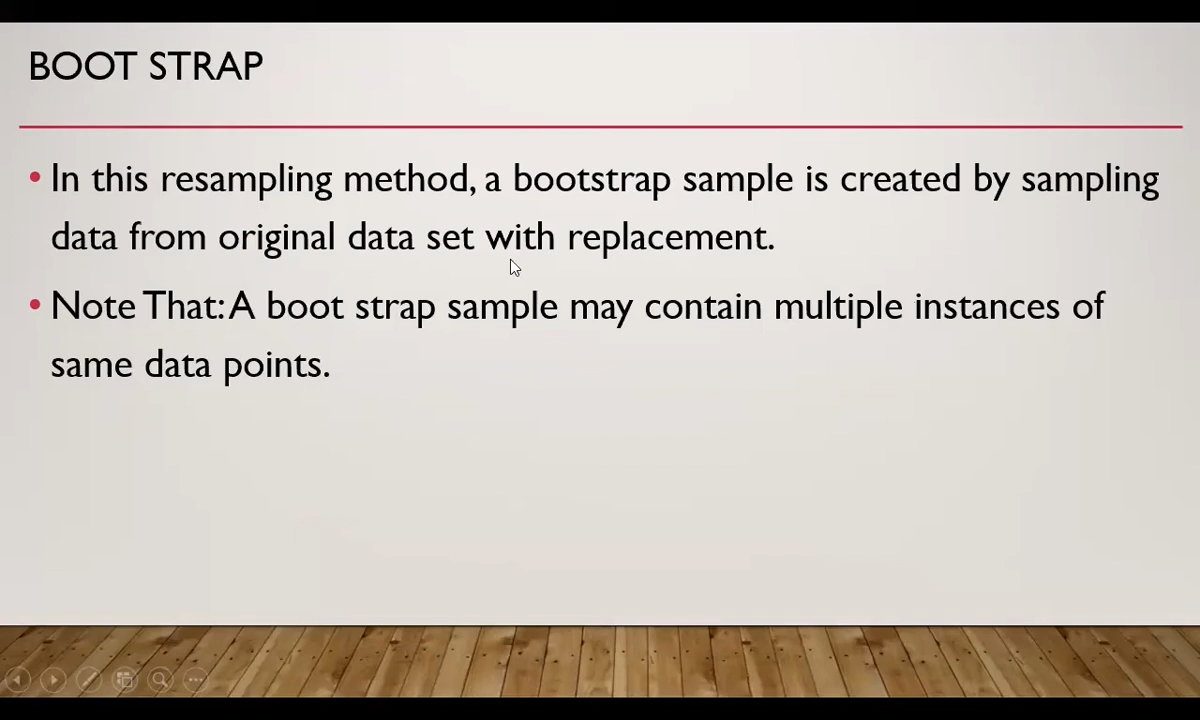 BOOT STRAP
• In this resampling method, a bootstrap sample is created by sampling
data from original data set with replacement.
• Note That: A boot strap sample may contain multiple instances of
same data points.